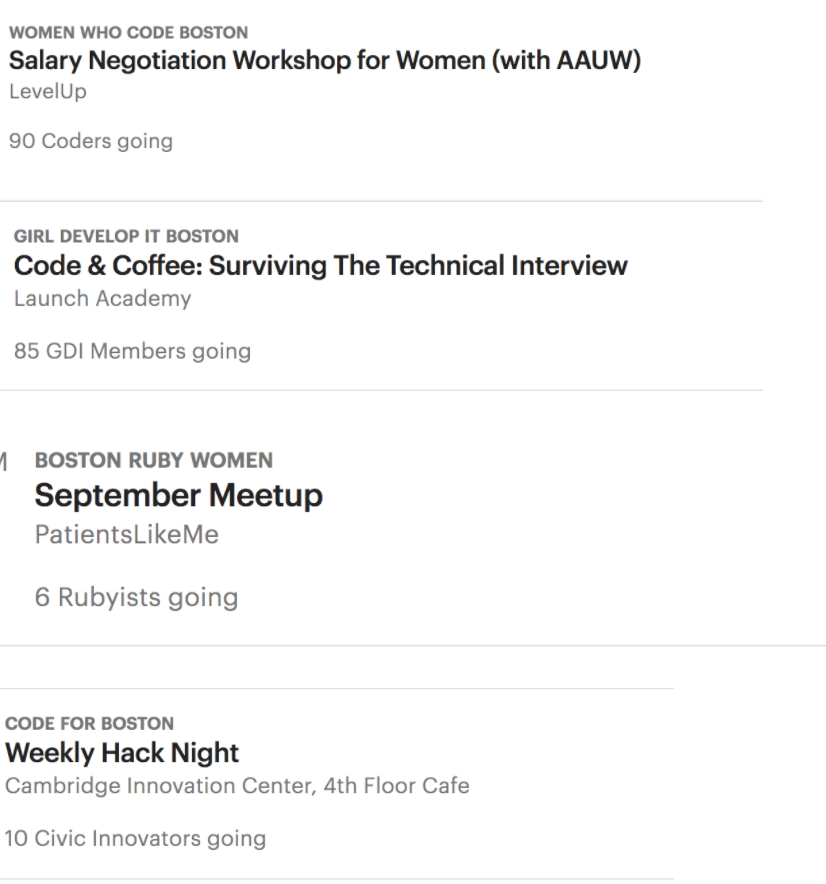 WOMEN WHO CODE BOSTON
Salary Negotiation Workshop for Women (with AAUW)
LevelUp
90 Coders going
GIRL DEVELOP IT BOSTON
Code & Coffee: Surviving The Technical Interview
Launch Academy
85 GDI Members going
BOSTON RUBY WOMEN
September Meetup
PatientsLikeMe
6 Rubyists going
CODE FOR BOSTON
Weekly Hack Night
Cambridge Innovation Center, 4th Floor Cafe
10 Civic Innovators going